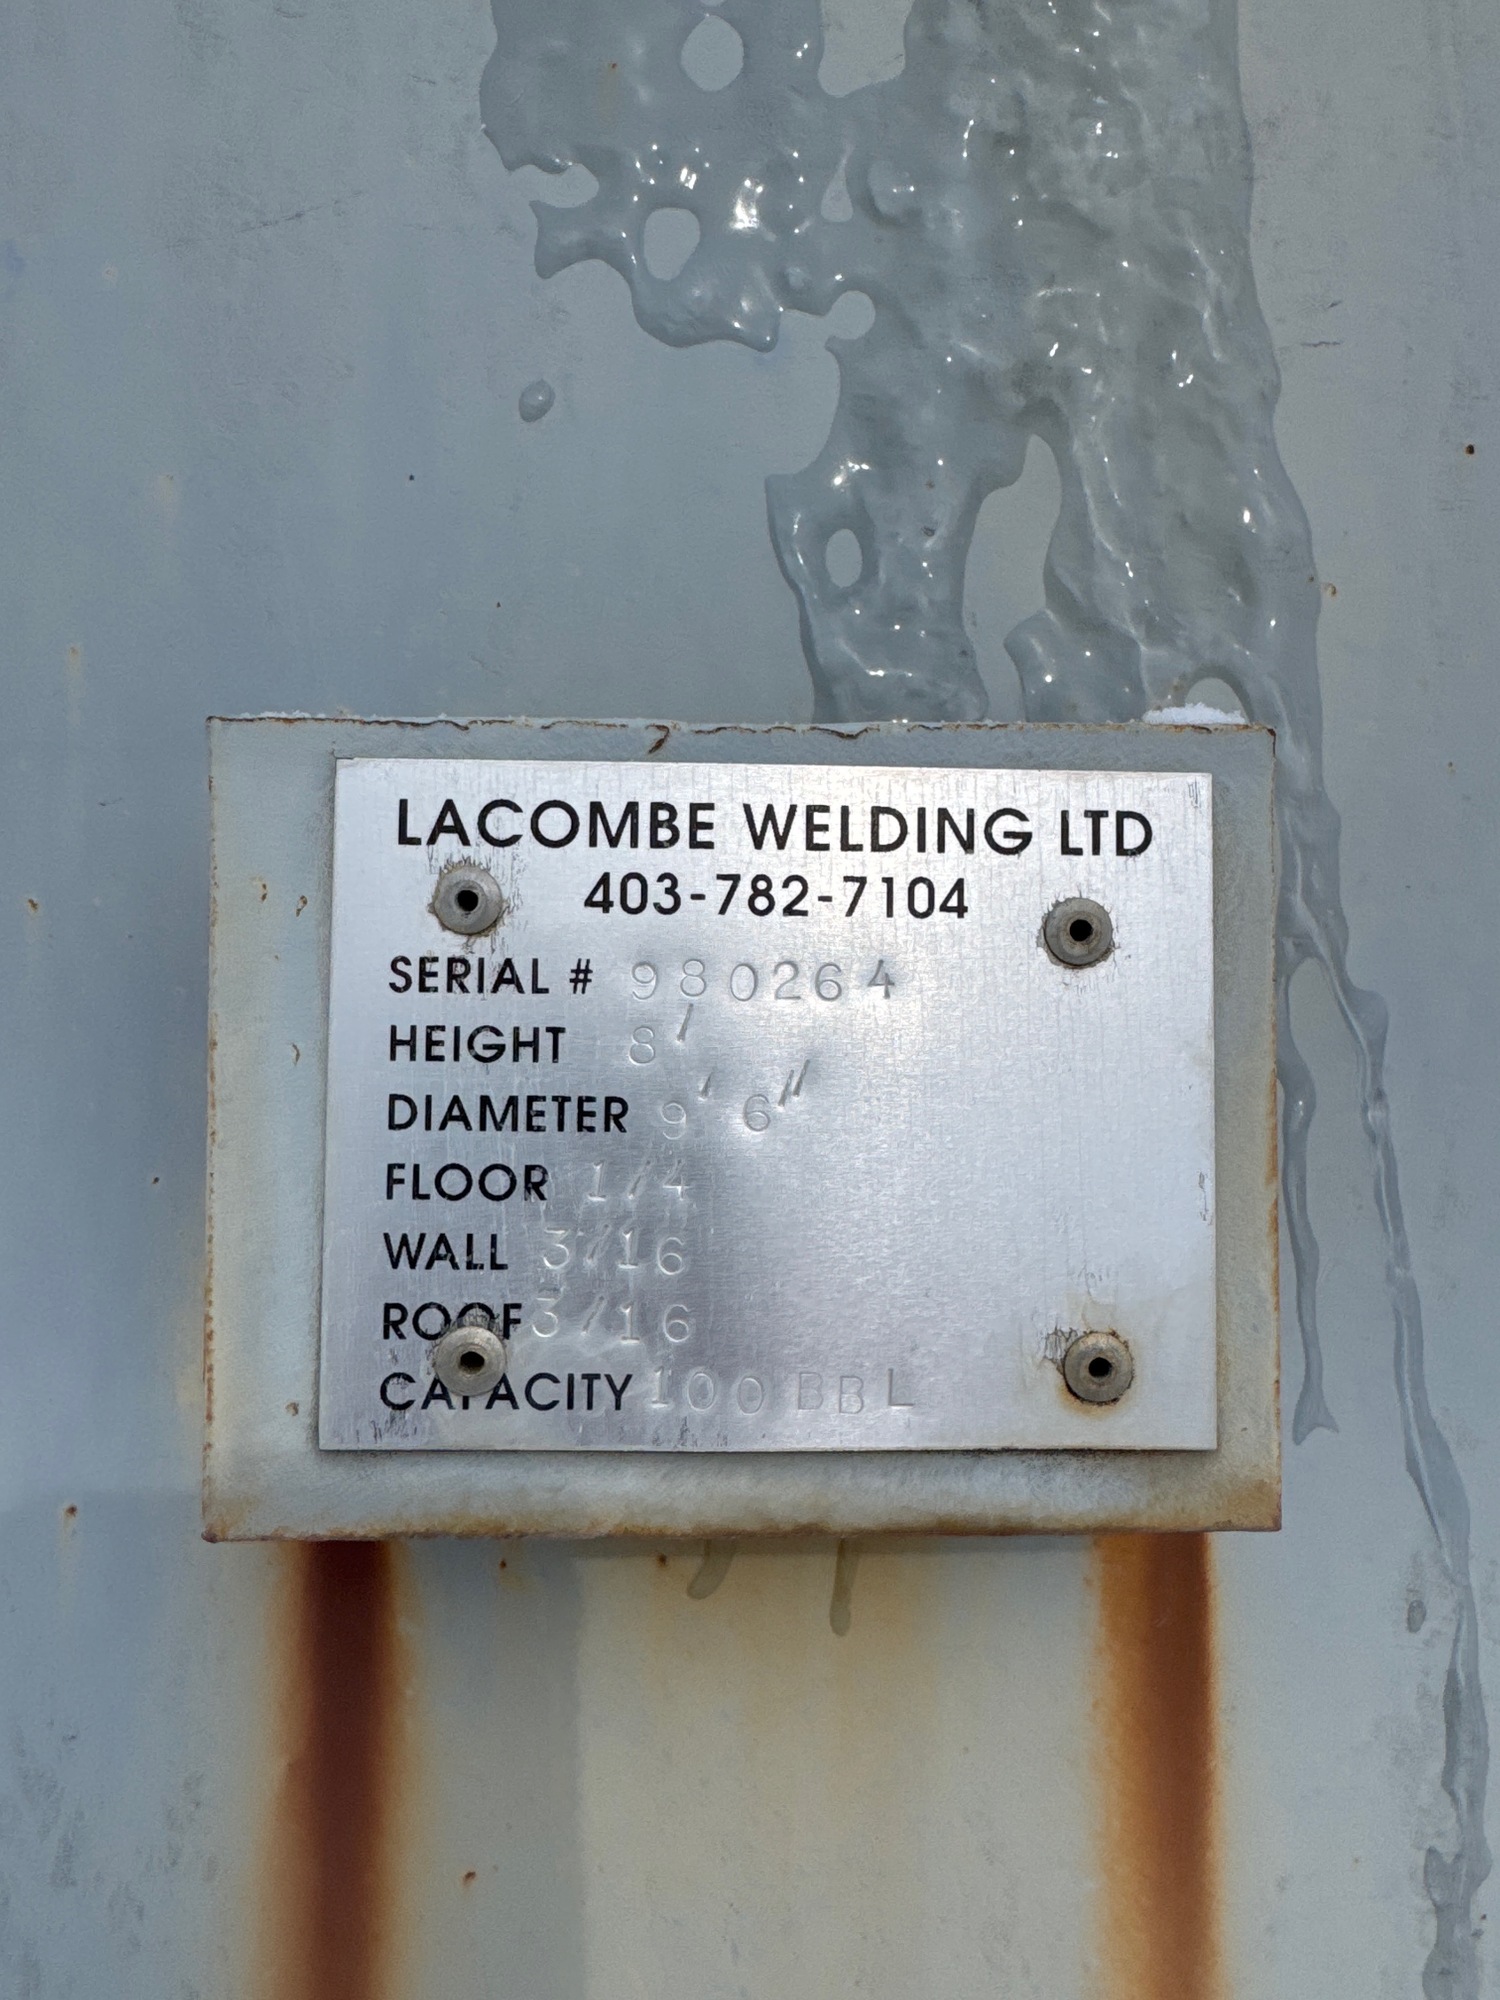 LACOMBE WELDING LTD
403-782-7104
SERIAL # 980264
HEIGHT 8'
DIAMETER 9' 6"
FLOOR 1/4
WALL 3/16
ROOF 3/16
CAPACITY 100 BBL